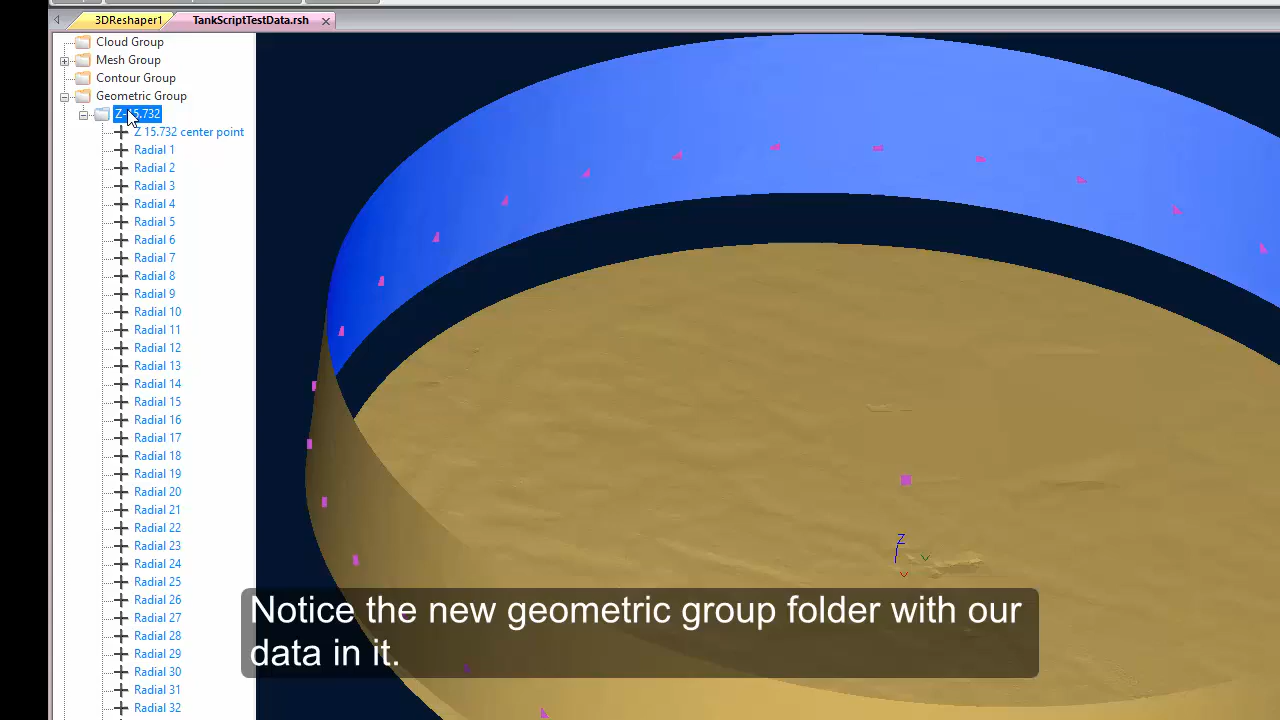 3DReshaper1
TankScriptTestData.rsh
Cloud Group
Mesh Group
Contour Group
Geometric Group
Z 15.732 center point
Radial 1
Radial 2
Radial 3
Radial 4
Radial 5
Radial 6
Radial 7
Radial 8
Radial 9
Radial 10
Radial 11
Radial 12
Radial 13
Radial 14
Radial 15
Radial 16
Radial 17
Radial 18
Radial 19
Radial 20
Radial 21
Radial 22
Radial 23
Radial 24
Radial 25
Radial 26
Radial 27
Radial 28
Radial 29
Radial 30
Radial 31
Radial 32
Z
Notice the new geometric group folder with our
data in it.